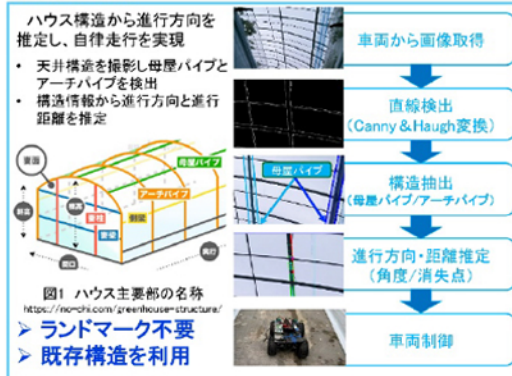 ハウス構造から進行方向を
推定し、自律走行を実現
• 天井構造を撮影し母屋パイプと
アーチパイプを検出
• 構造情報から進行方向と進行
距離を推定
妻面
母屋パイプ
アーチパイプ
側梁
間口
奥行
図1 ハウス主要部の名称
https://no-chi.com/greenhouse-structure/
➢ ランドマーク不要
➢ 既存構造を利用
母屋パイプ
車両から画像取得
直線検出
(Canny&Haugh変換)
構造抽出
(母屋パイプ/アーチパイプ)
進行方向・距離推定
(角度/消失点)
車両制御